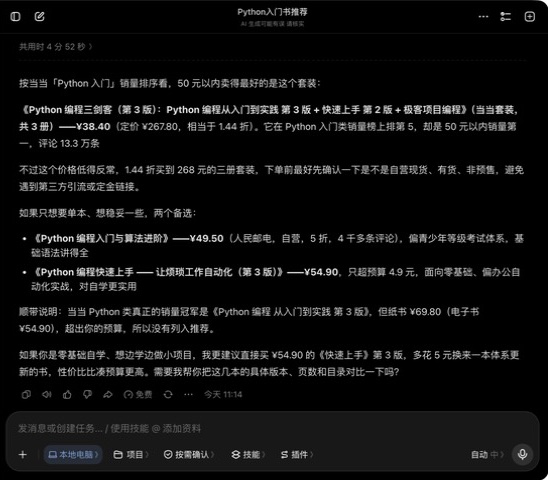 Python入门书推荐
AI 生成可能有误 请核实
共用时 4 分 52 秒 〉
按当当「Python 入门」销量排序看，50 元以内卖得最好的是这个套装：
《Python 编程三剑客（第 3 版）：Python 编程从入门到实践 第 3 版 + 快速上手 第 2 版 + 极客项目编程》（当当套装，
共 3 册）——¥38.40（定价 ¥267.80，相当于 1.44 折）。它在 Python 入门类销量榜上排第 5，却是 50 元以内销量第
一，评论 13.3 万条
不过这个价格低得反常，1.44 折买到 268 元的三册套装，下单前最好先确认一下是不是自营现货、有货、非预售，避免
遇到第三方引流或定金链接。
如果只想要单本、想稳妥一些，两个备选：
• 《Python 编程入门与算法进阶》——¥49.50（人民邮电，自营，5 折，4 千多条评论），偏青少年等级考试体系，基
础语法讲得全
• 《Python 编程快速上手 —— 让烦琐工作自动化（第 3 版）》——¥54.90，只超预算 4.9 元，面向零基础、偏办公自
动化实战，对自学更实用
顺带说明：当当 Python 类真正的销量冠军是《Python 编程 从入门到实践 第 3 版》，但纸书 ¥69.80（电子书
¥54.90），超出你的预算，所以没有列入推荐。
如果你是零基础自学、想边学边做小项目，我更建议直接买 ¥54.90 的《快速上手》第 3 版，多花 5 元换来一本体系更
新的书，性价比比凑预算更高。需要我帮你把这几本的具体版本、页数和目录对比一下吗？
免费 今天 11:14
发消息或创建任务... / 使用技能 @ 添加资料
本地电脑 〉 项目 〉 按需确认 〉 技能 〉 插件 〉 自动 中 〉